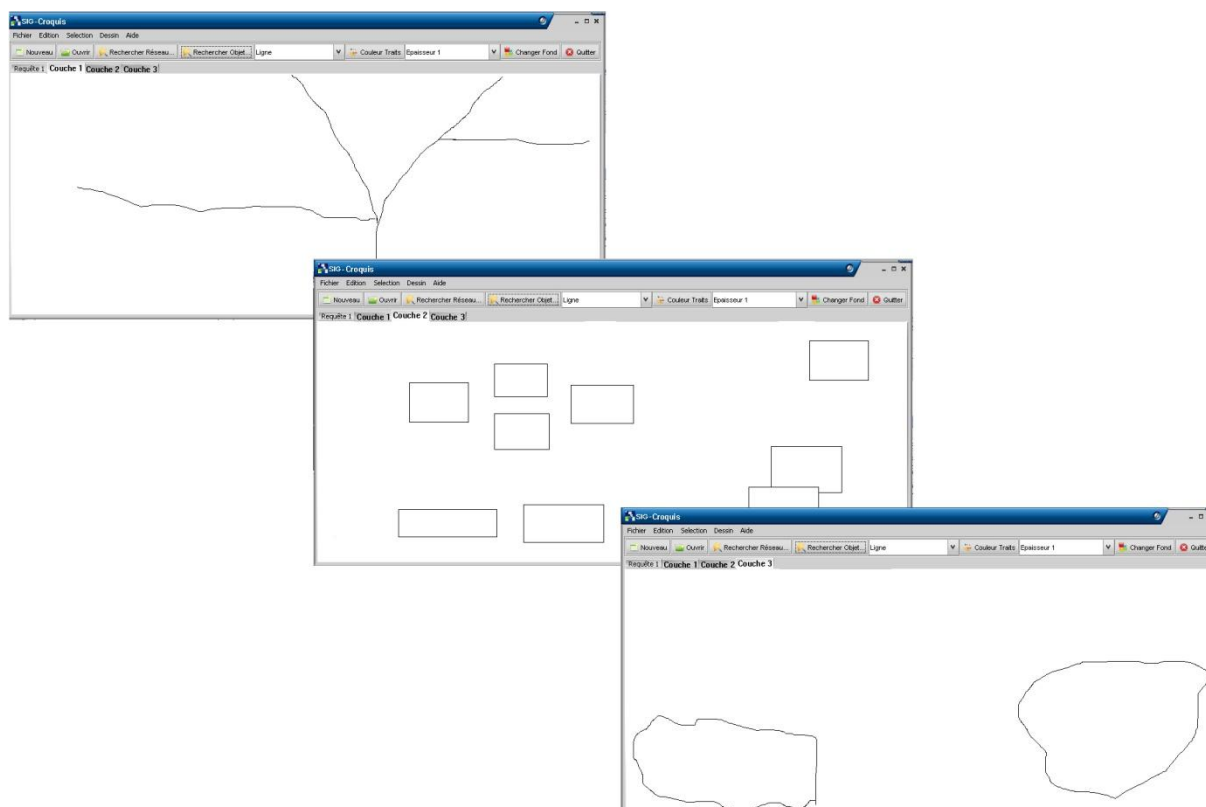 SIG-Croquis
Fichier Edition Selection Dessin Aide
Nouveau Ouvrir Rechercher Réseau... Rechercher Objet... Ligne Couleur Traits Epaisseur 1 Changer Fond Quitter
Requête 1 Couche 1 Couche 2 Couche 3
SIG-Croquis
Fichier Edition Selection Dessin Aide
Nouveau Ouvrir Rechercher Réseau... Rechercher Objet... Ligne Couleur Traits Epaisseur 1 Changer Fond Quitter
Requête 1 Couche 1 Couche 2 Couche 3
SIG-Croquis
Fichier Edition Selection Dessin Aide
Nouveau Ouvrir Rechercher Réseau... Rechercher Objet... Ligne Couleur Traits Epaisseur 1 Changer Fond Quitte
Requête 1 Couche 1 Couche 2 Couche 3